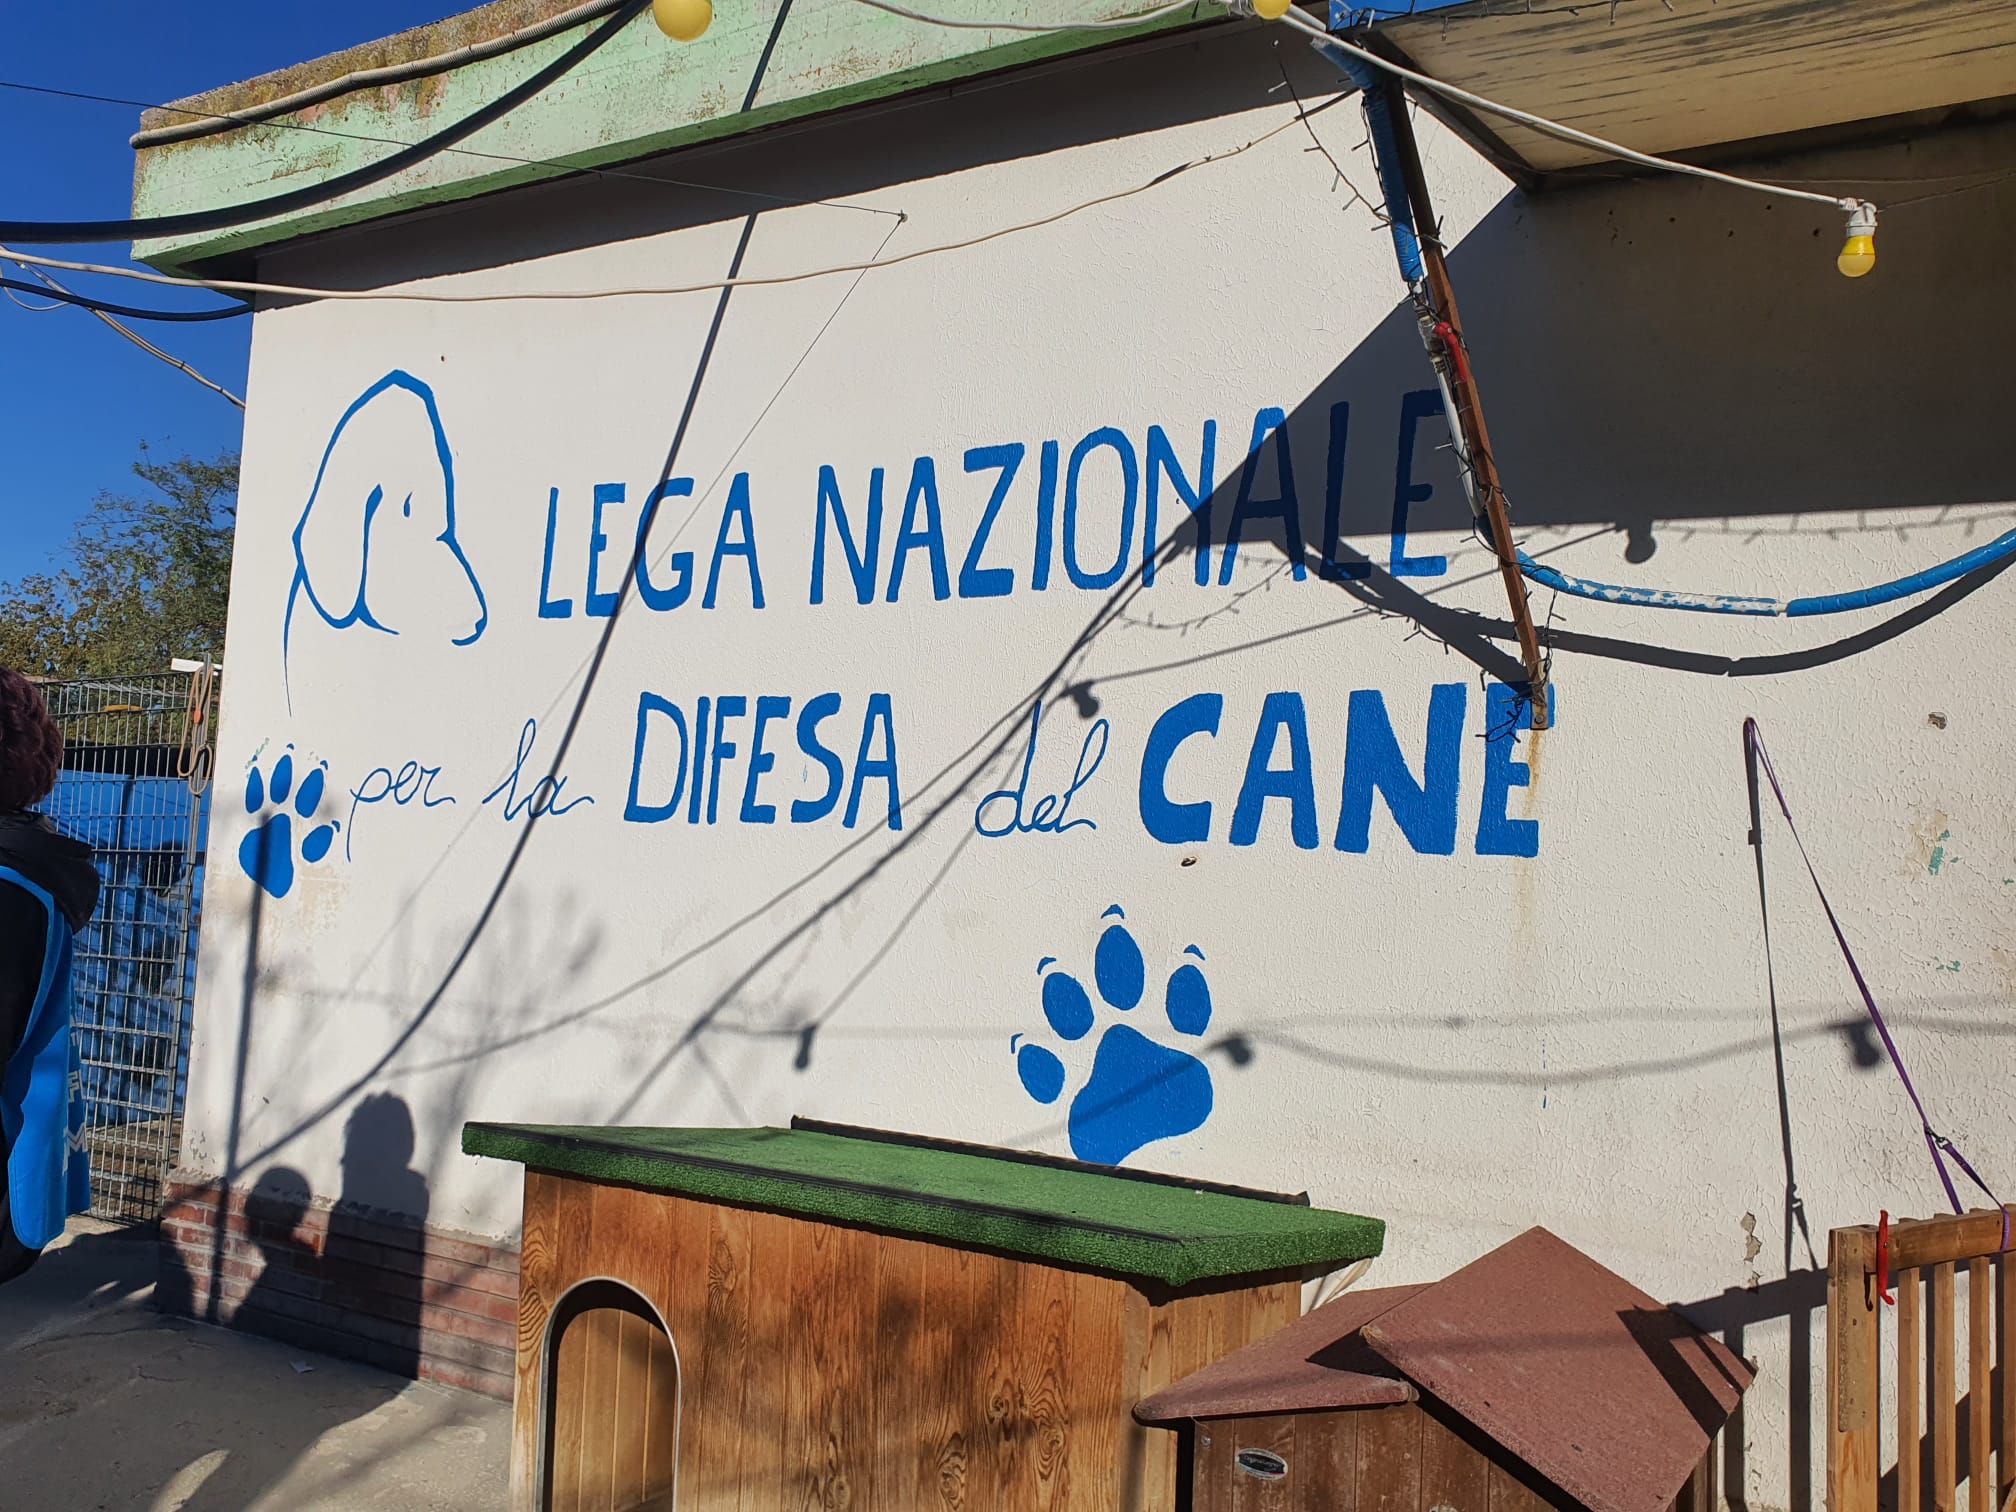 LEGA NAZIONALE
per la DIFESA del CANE